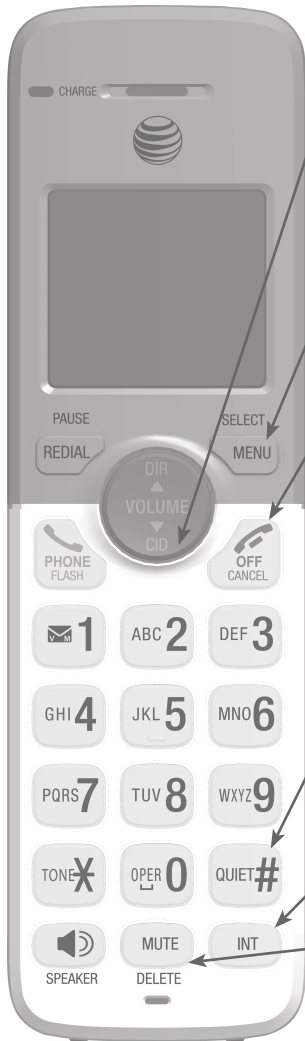 CHARGE
PAUSE
SELECT
REDIAL
MENU
DIR
VOLUME
CID
PHONE
FLASH
OFF
CANCEL
1
ABC 2
DEF 3
GHI 4
JKL 5
MNO 6
PQRS 7
TUV 8
WXYZ 9
TONE *
OPER 0
QUIET #
MUTE
INT
SPEAKER
DELETE